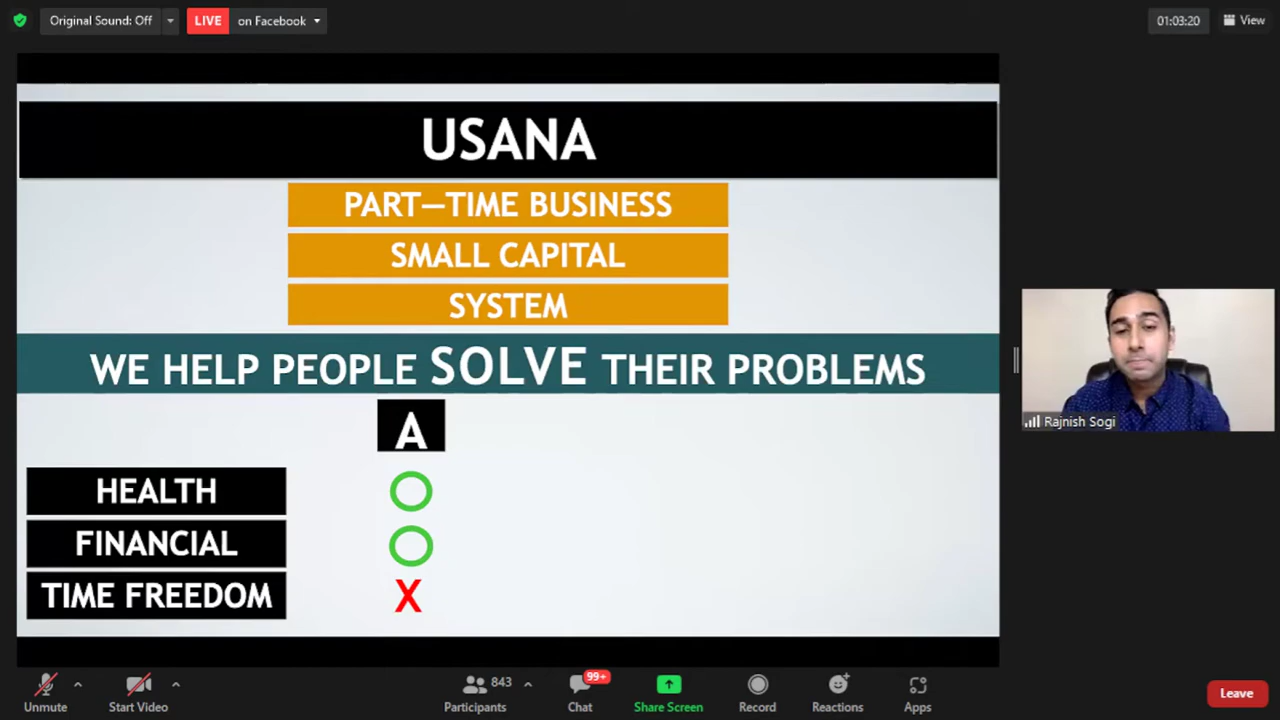 Original Sound: Off
LIVE on Facebook
01:03:20
View
USANA
PART—TIME BUSINESS
SMALL CAPITAL
SYSTEM
WE HELP PEOPLE SOLVE THEIR PROBLEMS
A
HEALTH
FINANCIAL
TIME FREEDOM
X
Rajnish Sogi
Unmute
Start Video
843
Participants
99+
Chat
Share Screen
Record
Reactions
Apps
Leave